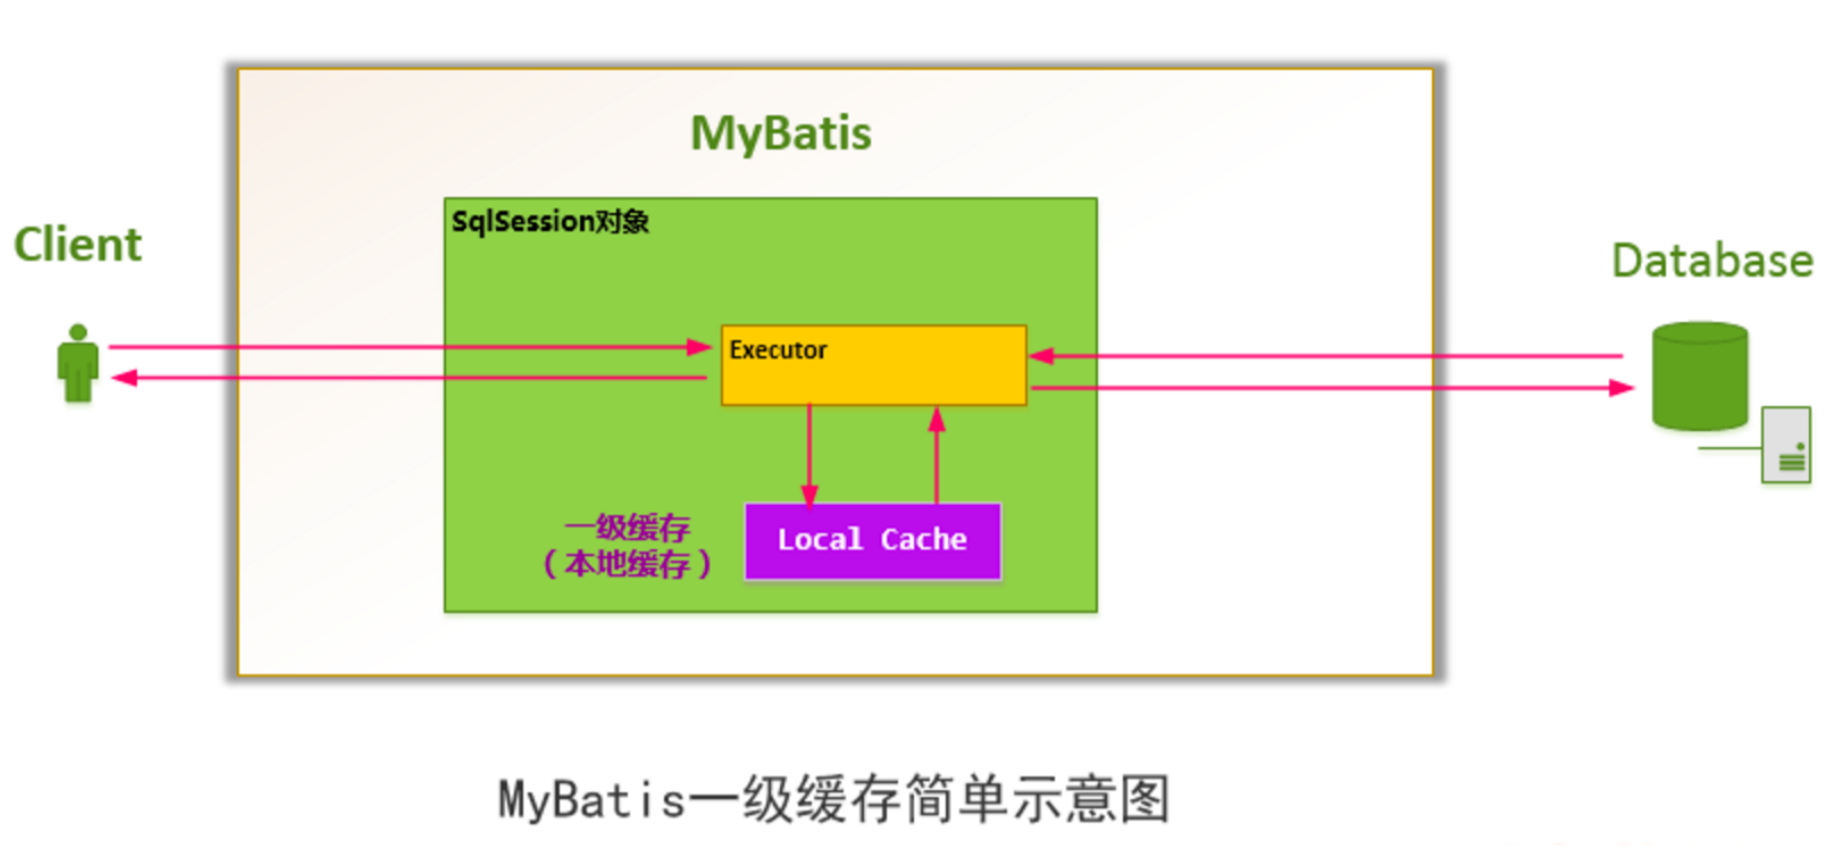 MyBatis
SqlSession对象
Client
Database
Executor
一级缓存
（本地缓存）
Local Cache
MyBatis一级缓存简单示意图